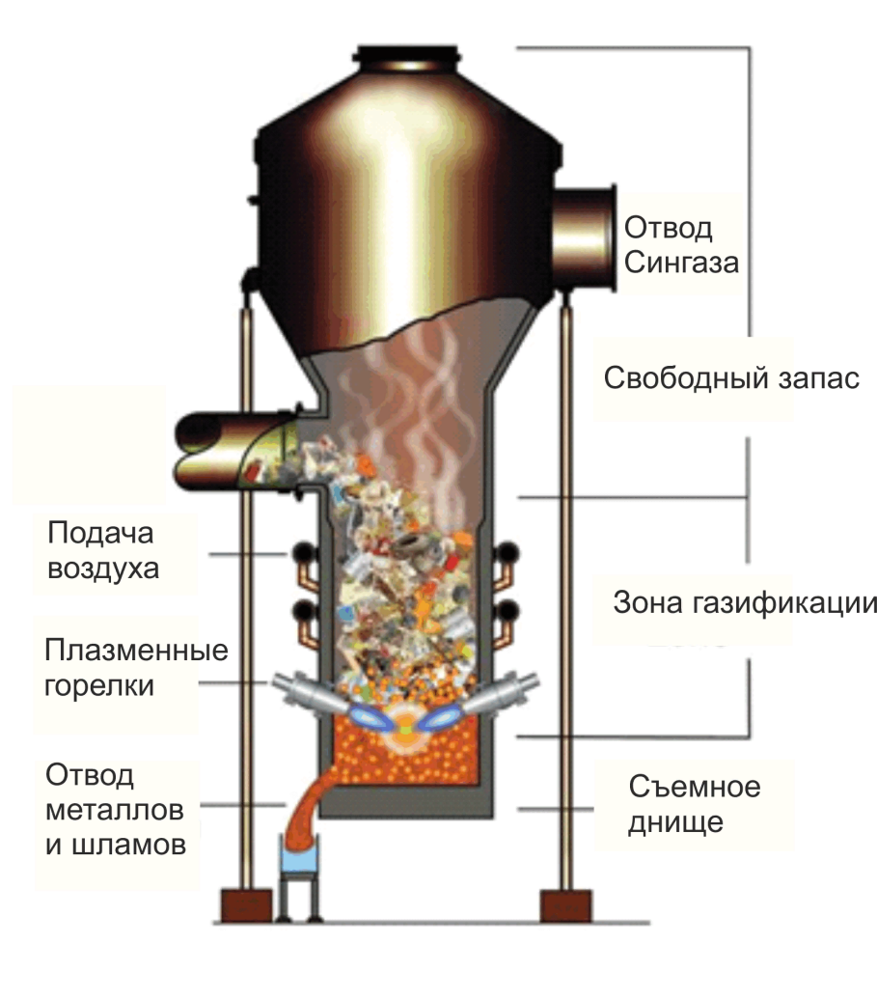 Отвод
Сингаза
Свободный запас
Подача
воздуха
Зона газификации
Плазменные
горелки
Отвод
металлов
и шламов
Съемное
днище